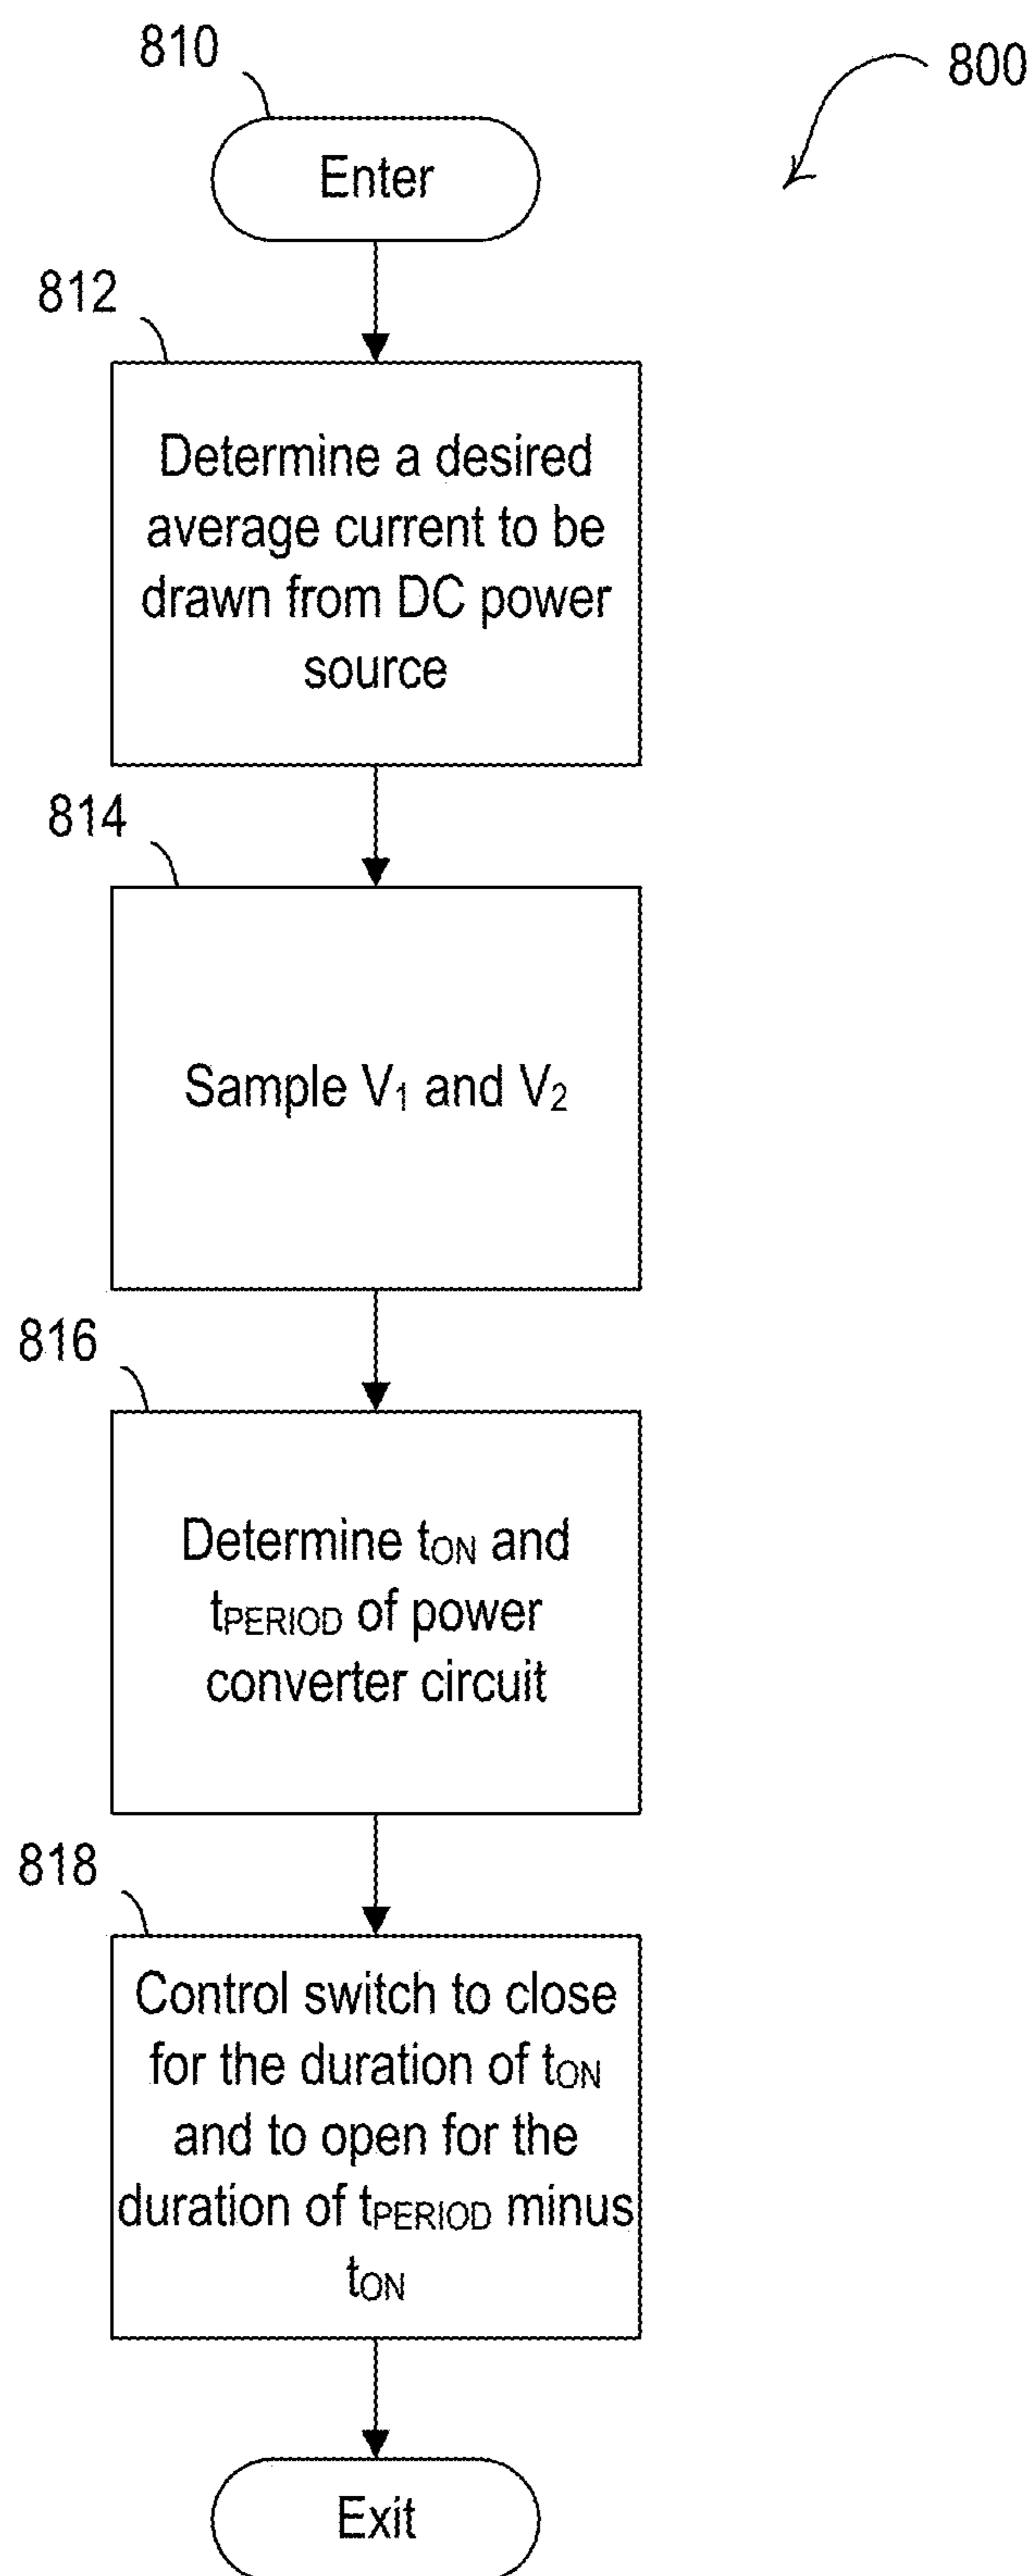 810
800
Enter
812
Determine a desired
average current to be
drawn from DC power
source
814
Sample V₁ and V₂
816
Determine tON and
tPERIOD of power
converter circuit
818
Control switch to close
for the duration of tON
and to open for the
duration of tPERIOD minus
tON
Exit